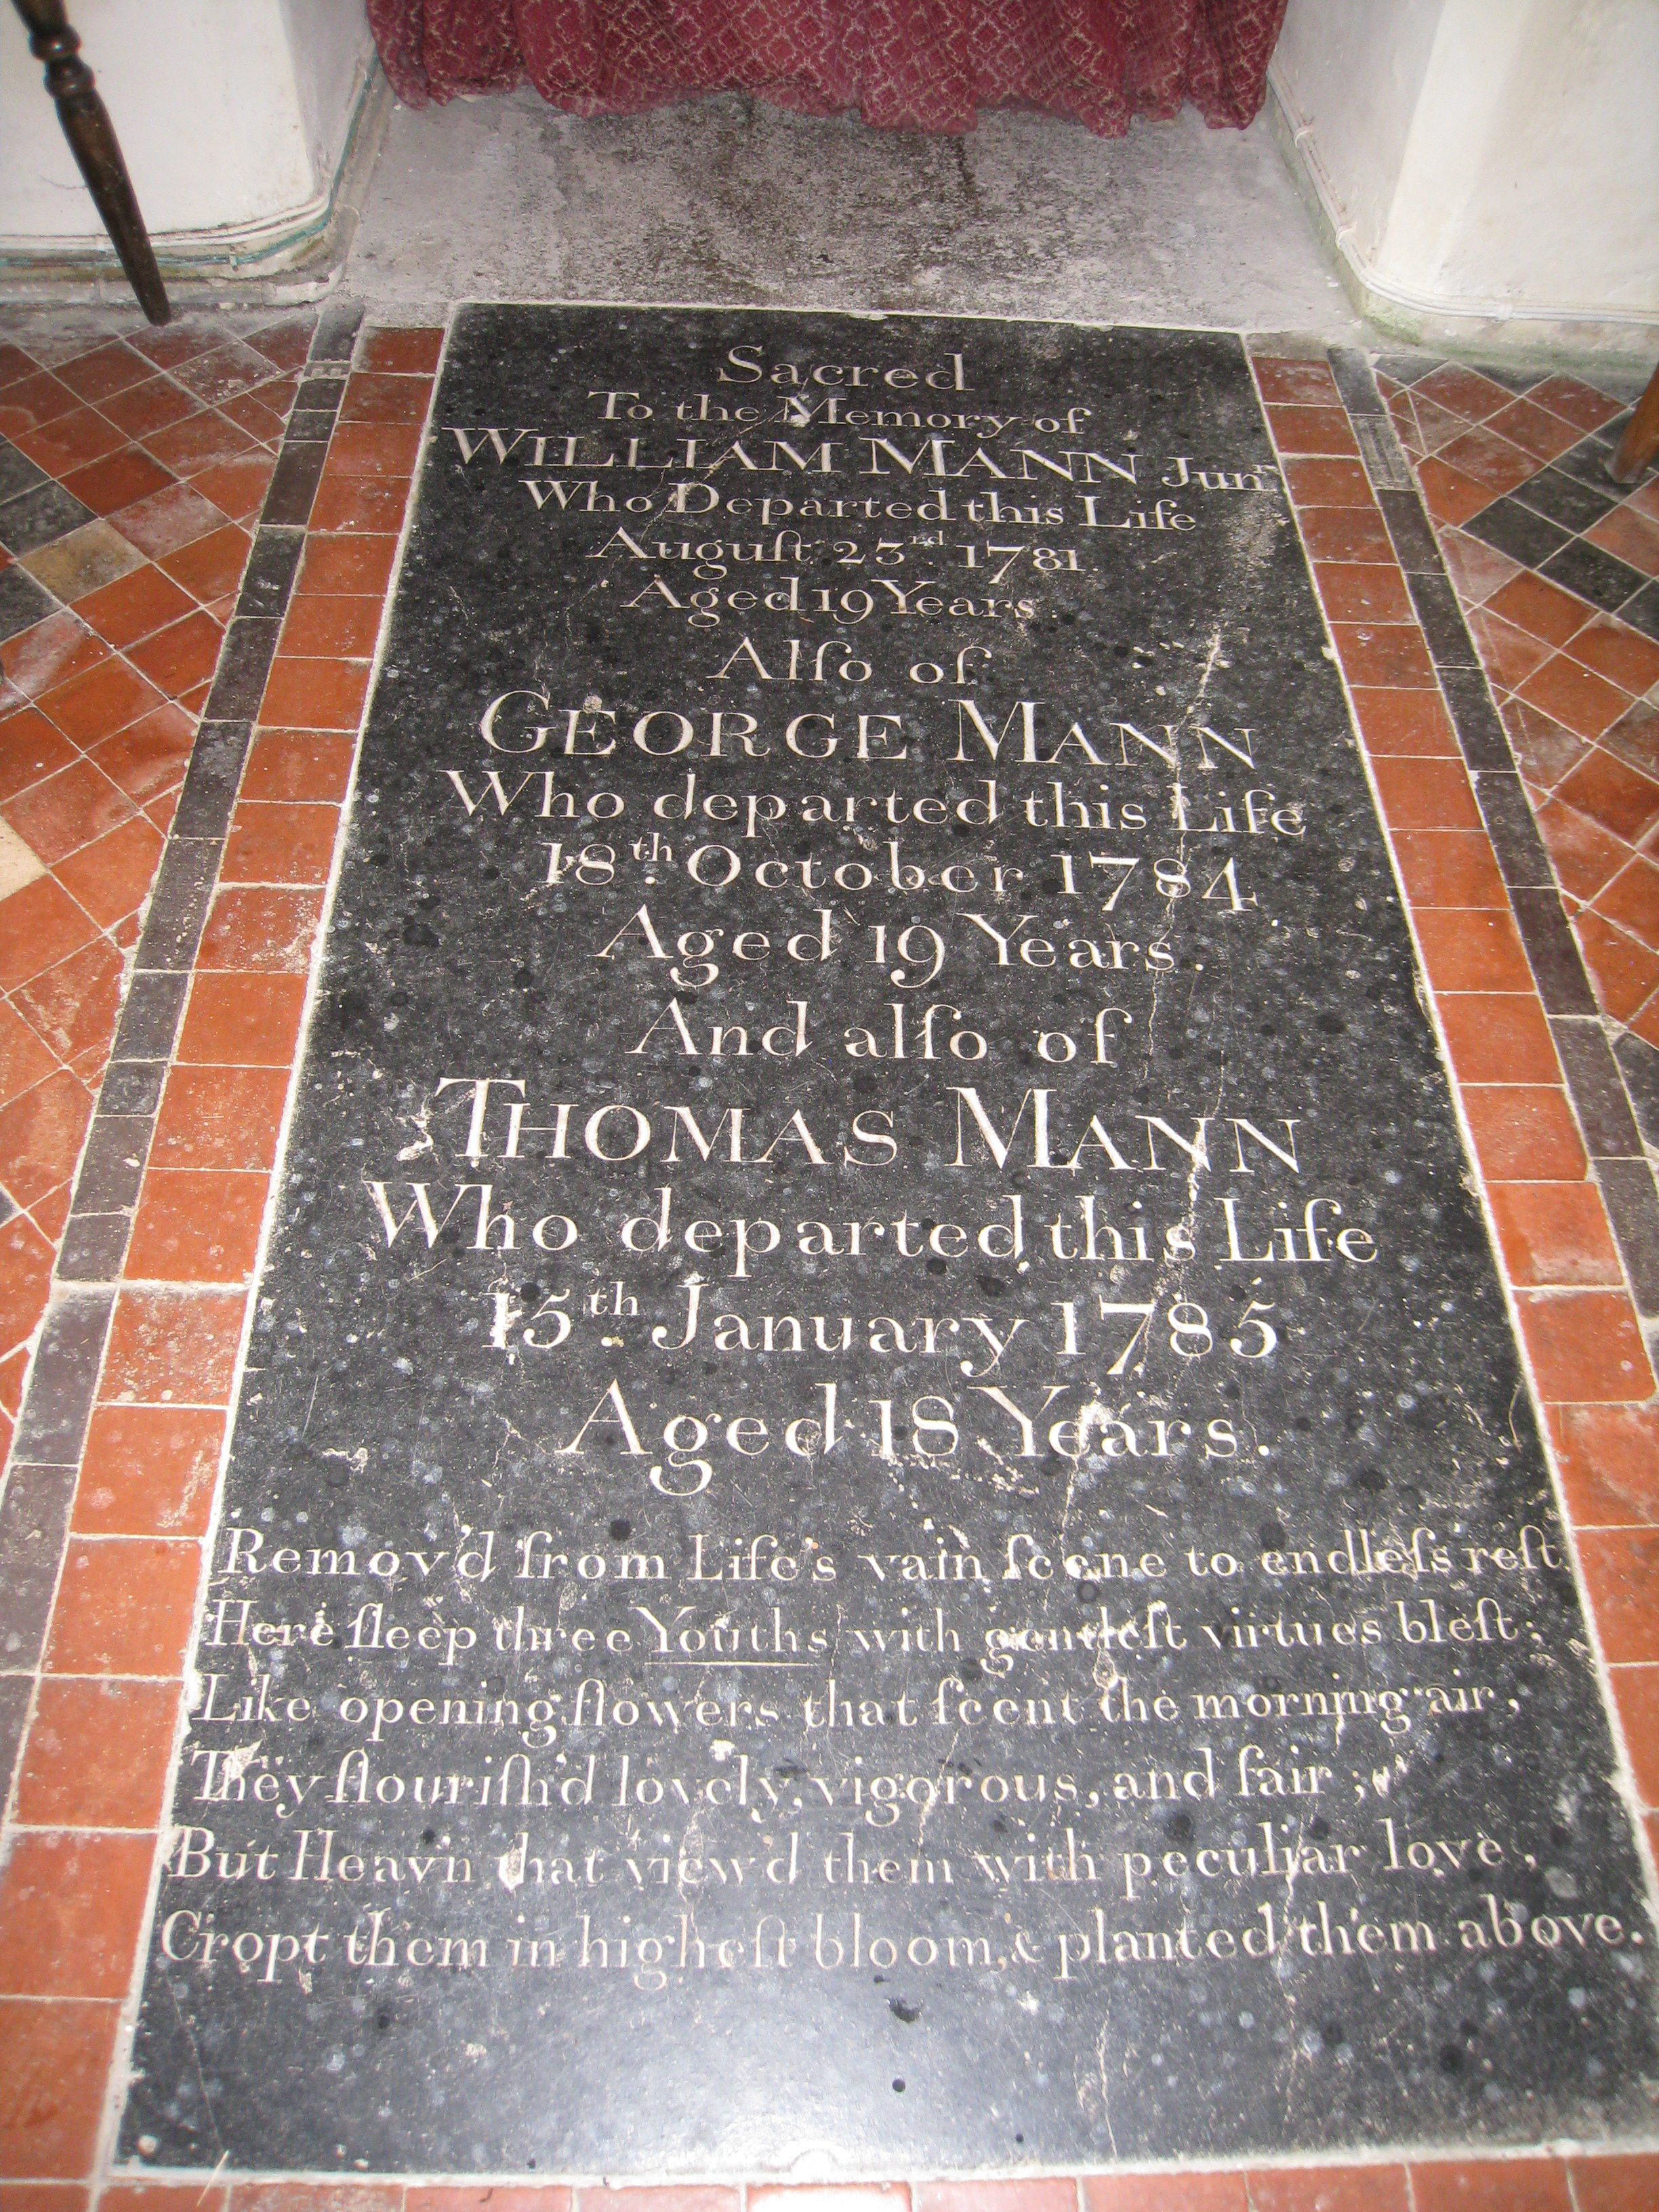 Sacred
To the Memory of
WILLIAM MANN Junr
Who Departed this Life
Auguſt 23rd. 1781.
Aged 19 Years.
Alſo of
GEORGE MANN
Who departed this Life
18th. October 1784
Aged 19 Years.
And alſo of
THOMAS MANN
Who departed this Life
15th. January 1785
Aged 18 Years.
Remov'd from Life's vain ſcene to endleſs reſt
Here ſleep three Youths with gentleſt virtues bleſt;
Like opening flowers that ſcent the morning air,
They flouriſh'd lovely, vigorous, and fair;
But Heav'n that view'd them with peculiar love,
Cropt them in higheſt bloom, & planted them above.